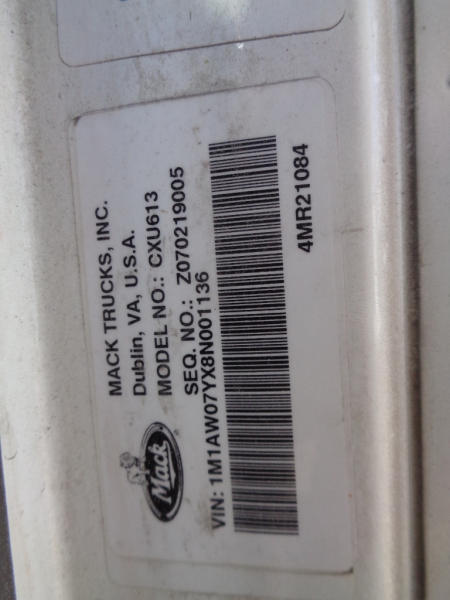 MACK TRUCKS, INC.
Dublin, VA, U.S.A.
MODEL NO.: CXU613
SEQ. NO.: Z070219005
VIN: 1M1AW07YX8N001136
4MR21084
Mack